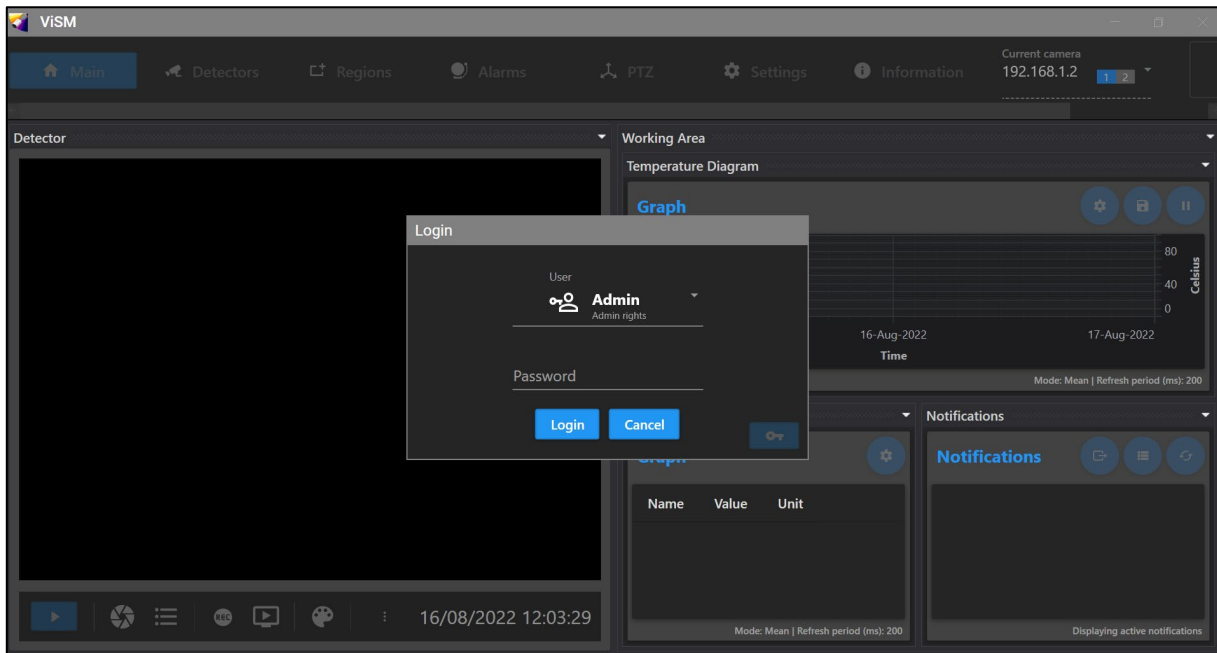 ViSM
Main Detectors Regions Alarms PTZ Settings Information
Current camera
192.168.1.2 1 2
Detector
Working Area
Temperature Diagram
Graph
80
40
0
Celsius
16-Aug-2022 17-Aug-2022
Time
Mode: Mean | Refresh period (ms): 200
Login
User
Admin
Admin rights
Password
Login Cancel
Graph
Name Value Unit
Mode: Mean | Refresh period (ms): 200
Notifications
Notifications
Displaying active notifications
REC
16/08/2022 12:03:29